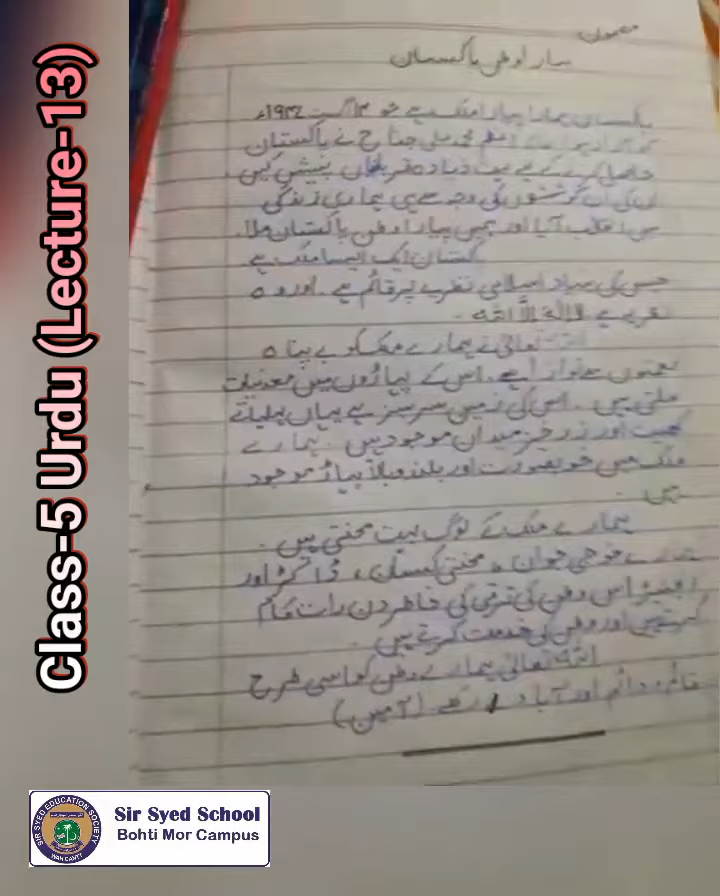 Class-5 Urdu (Lecture-13)
مضمون
پیارا وطن پاکستان
پاکستان ہمارا پیارا ملک ہے جو ۱۴ اگست ۱۹۴۷ء
محمد علی جناح نے پاکستان
حاصل کرنے کے لیے بہت زیادہ قربانیاں پیش کیں
ان کی ان کوششوں کی وجہ سے ہی ہماری زندگی
میں انقلاب آیا اور ہمیں پیارا وطن پاکستان ملا۔
پاکستان ایک ایسا ملک ہے
جس کی بنیاد اسلامی نظریے پر قائم ہے۔ اور وہ
نظریہ ہے لا الہ الا اللہ۔
اللہ تعالیٰ نے ہمارے ملک کو بے پناہ
نعمتوں سے نوازا ہے۔ اس کے پہاڑوں میں معدنیات
ملتی ہیں۔ اس کی زمین سرسبز ہے یہاں لہلہاتے
کھیت اور زرخیز میدان موجود ہیں۔ ہمارے
ملک میں خوبصورت اور بلند و بالا پہاڑ موجود
ہیں۔
ہمارے ملک کے لوگ بہت محنتی ہیں۔
ہمارے فوجی جوان، محنتی کسان، ڈاکٹر اور
انجینئر اس وطن کی ترقی کی خاطر دن رات کام
کرتے ہیں اور وطن کی خدمت کرتے ہیں۔
اللہ تعالیٰ ہمارے وطن کو اسی طرح
قائم و دائم اور آباد رکھے (آمین)
SIR SYED EDUCATION SOCIETY
WAH CANTT
Sir Syed School
Bohti Mor Campus